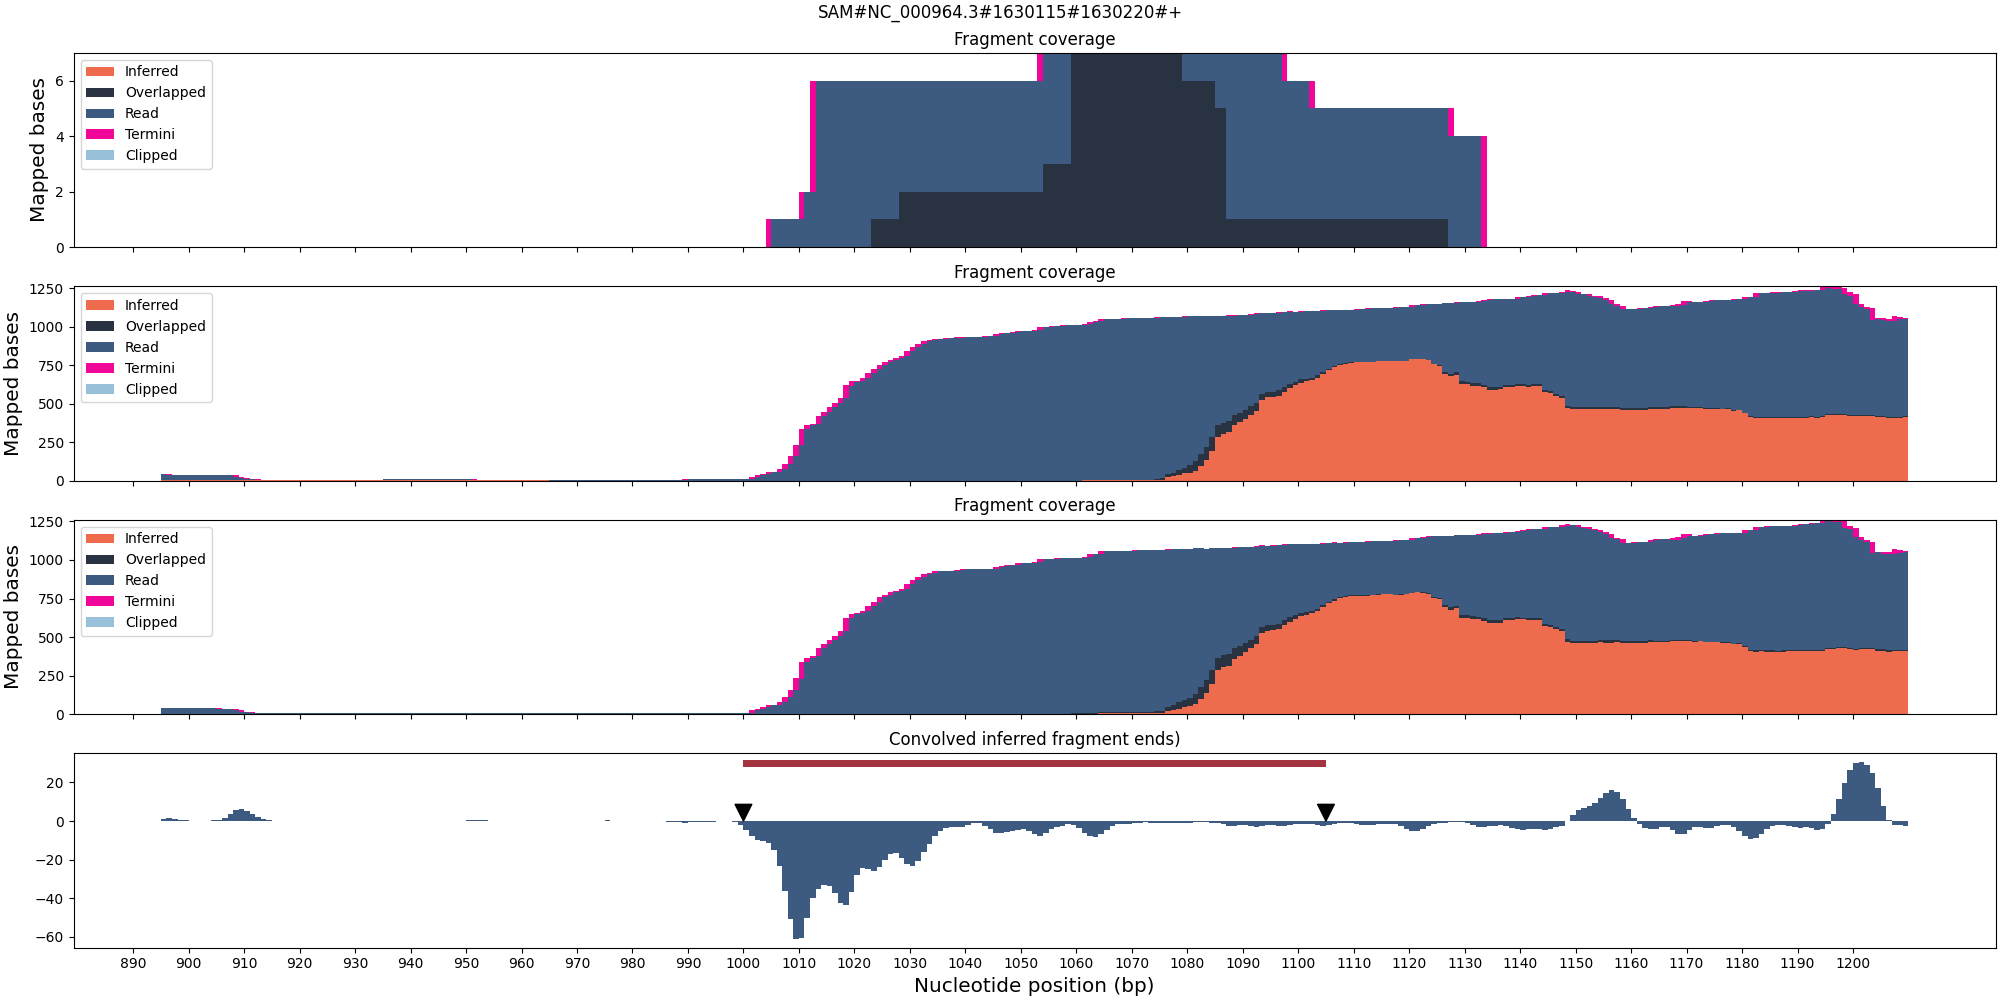 SAM#NC_000964.3#1630115#1630220#+
Fragment coverage
Mapped bases
6
4
2
0
Inferred
Overlapped
Read
Termini
Clipped
Fragment coverage
Mapped bases
1250
1000
750
500
250
0
Inferred
Overlapped
Read
Termini
Clipped
Fragment coverage
Mapped bases
1250
1000
750
500
250
0
Inferred
Overlapped
Read
Termini
Clipped
Convolved inferred fragment ends)
20
0
−20
−40
−60
890 900 910 920 930 940 950 960 970 980 990 1000 1010 1020 1030 1040 1050 1060 1070 1080 1090 1100 1110 1120 1130 1140 1150 1160 1170 1180 1190 1200
Nucleotide position (bp)